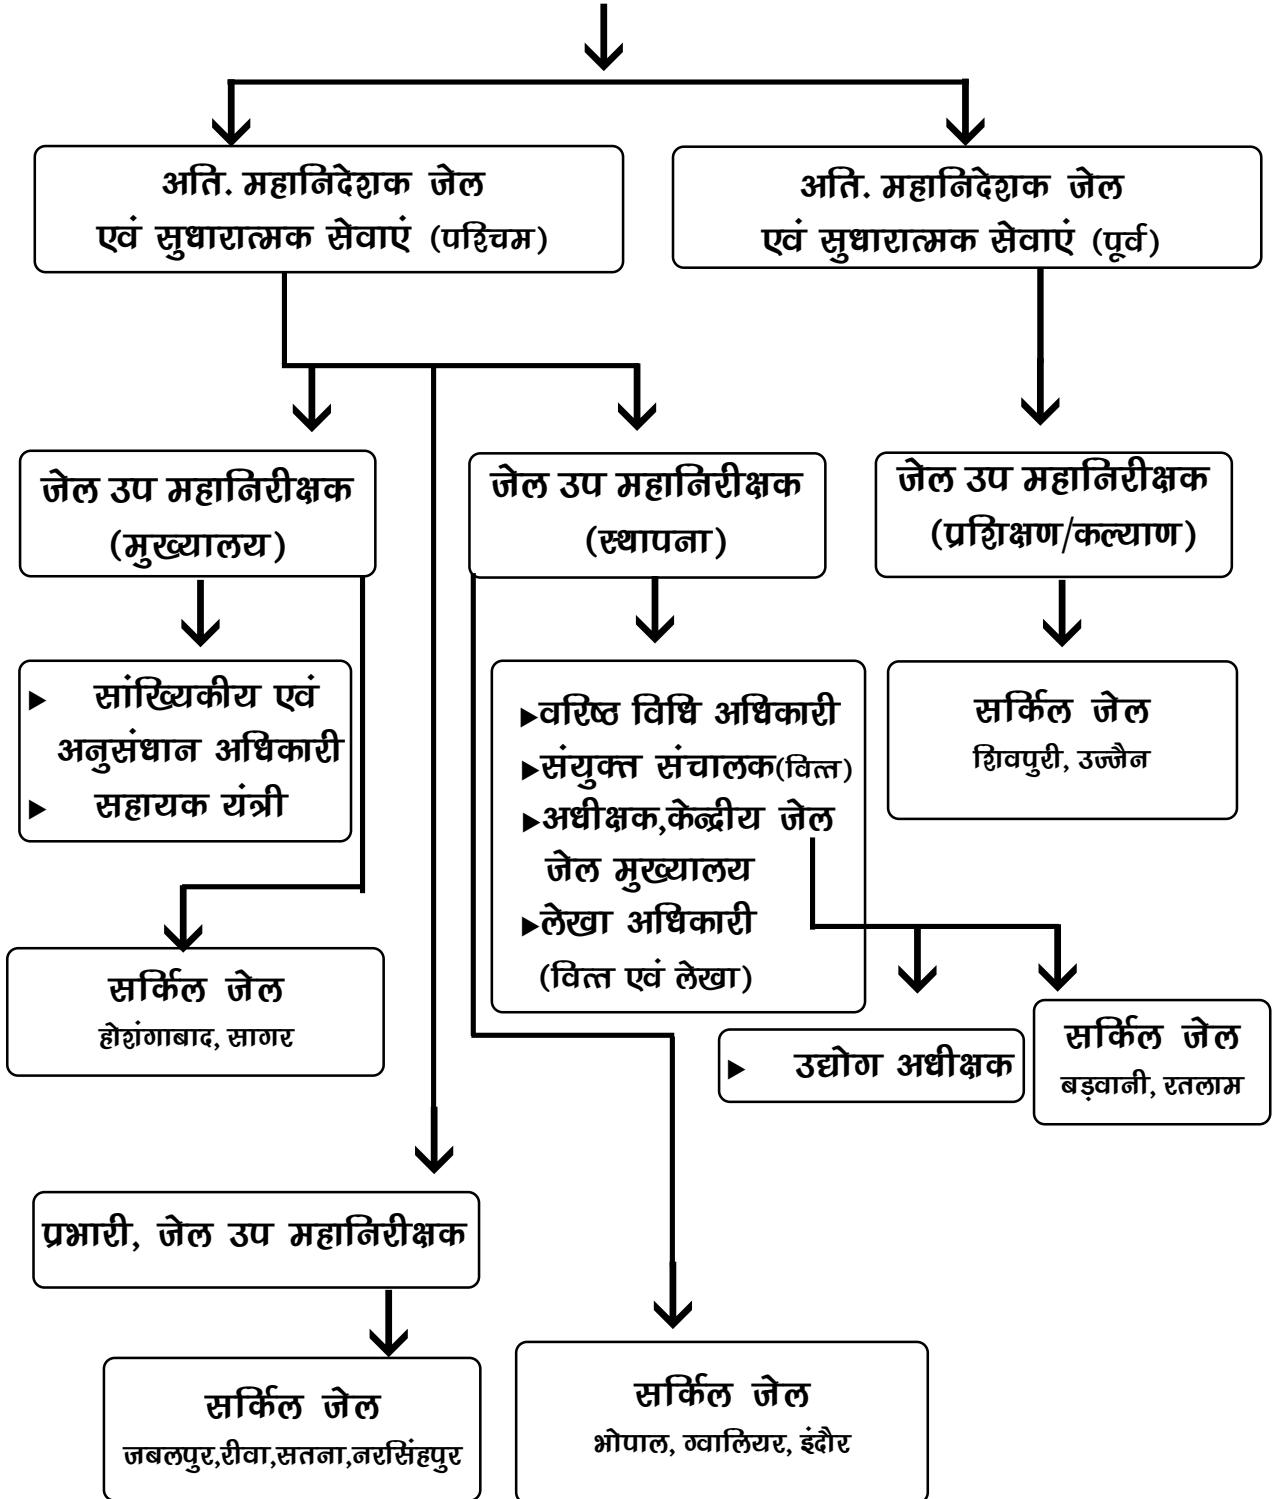 अति. महानिदेशक जेल
एवं सुधारात्मक सेवाएं (पश्चिम)
अति. महानिदेशक जेल
एवं सुधारात्मक सेवाएं (पूर्व)
जेल उप महानिरीक्षक
(मुख्यालय)
जेल उप महानिरीक्षक
(स्थापना)
जेल उप महानिरीक्षक
(प्रशिक्षण/कल्याण)
► सांख्यिकीय एवं
अनुसंधान अधिकारी
► सहायक यंत्री
►वरिष्ठ विधि अधिकारी
►संयुक्त संचालक(वित्त)
►अधीक्षक,केन्द्रीय जेल
जेल मुख्यालय
►लेखा अधिकारी
(वित्त एवं लेखा)
सर्किल जेल
शिवपुरी, उज्जैन
सर्किल जेल
होशंगाबाद, सागर
► उद्योग अधीक्षक
सर्किल जेल
बड़वानी, रतलाम
प्रभारी, जेल उप महानिरीक्षक
सर्किल जेल
जबलपुर,रीवा,सतना,नरसिंहपुर
सर्किल जेल
भोपाल, ग्वालियर, इंदौर